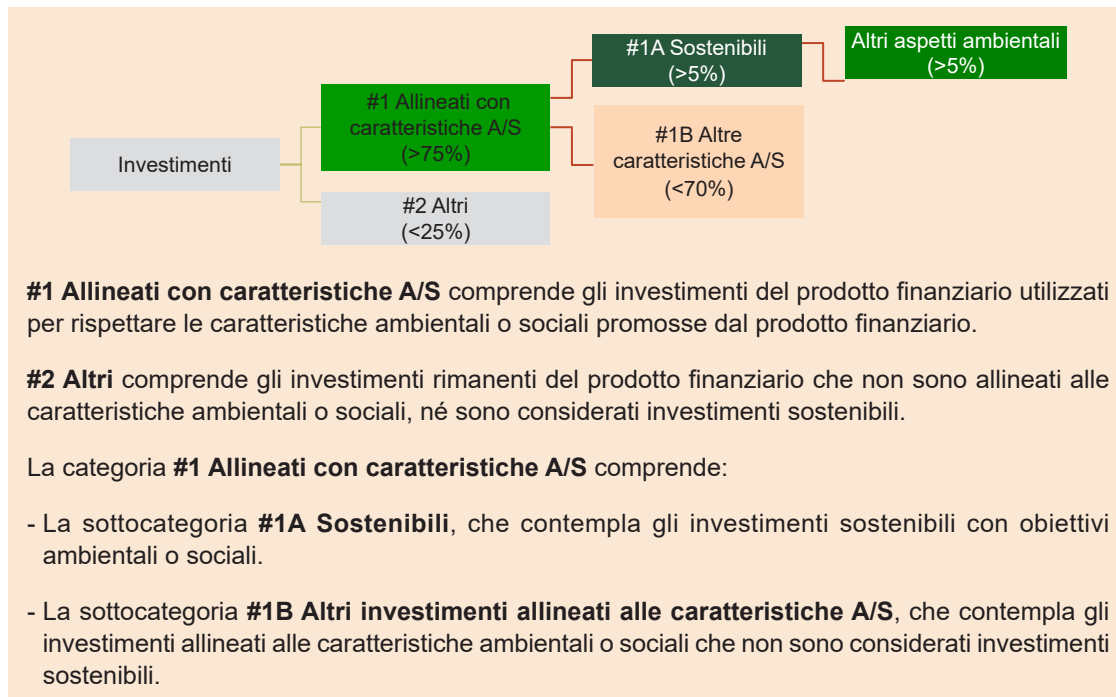 #1A Sostenibili
(>5%)
Altri aspetti ambientali
(>5%)
#1 Allineati con
caratteristiche A/S
(>75%)
#1B Altre
caratteristiche A/S
(<70%)
Investimenti
#2 Altri
(<25%)
#1 Allineati con caratteristiche A/S comprende gli investimenti del prodotto finanziario utilizzati
per rispettare le caratteristiche ambientali o sociali promosse dal prodotto finanziario.
#2 Altri comprende gli investimenti rimanenti del prodotto finanziario che non sono allineati alle
caratteristiche ambientali o sociali, né sono considerati investimenti sostenibili.
La categoria #1 Allineati con caratteristiche A/S comprende:
- La sottocategoria #1A Sostenibili, che contempla gli investimenti sostenibili con obiettivi
ambientali o sociali.
- La sottocategoria #1B Altri investimenti allineati alle caratteristiche A/S, che contempla gli
investimenti allineati alle caratteristiche ambientali o sociali che non sono considerati investimenti
sostenibili.